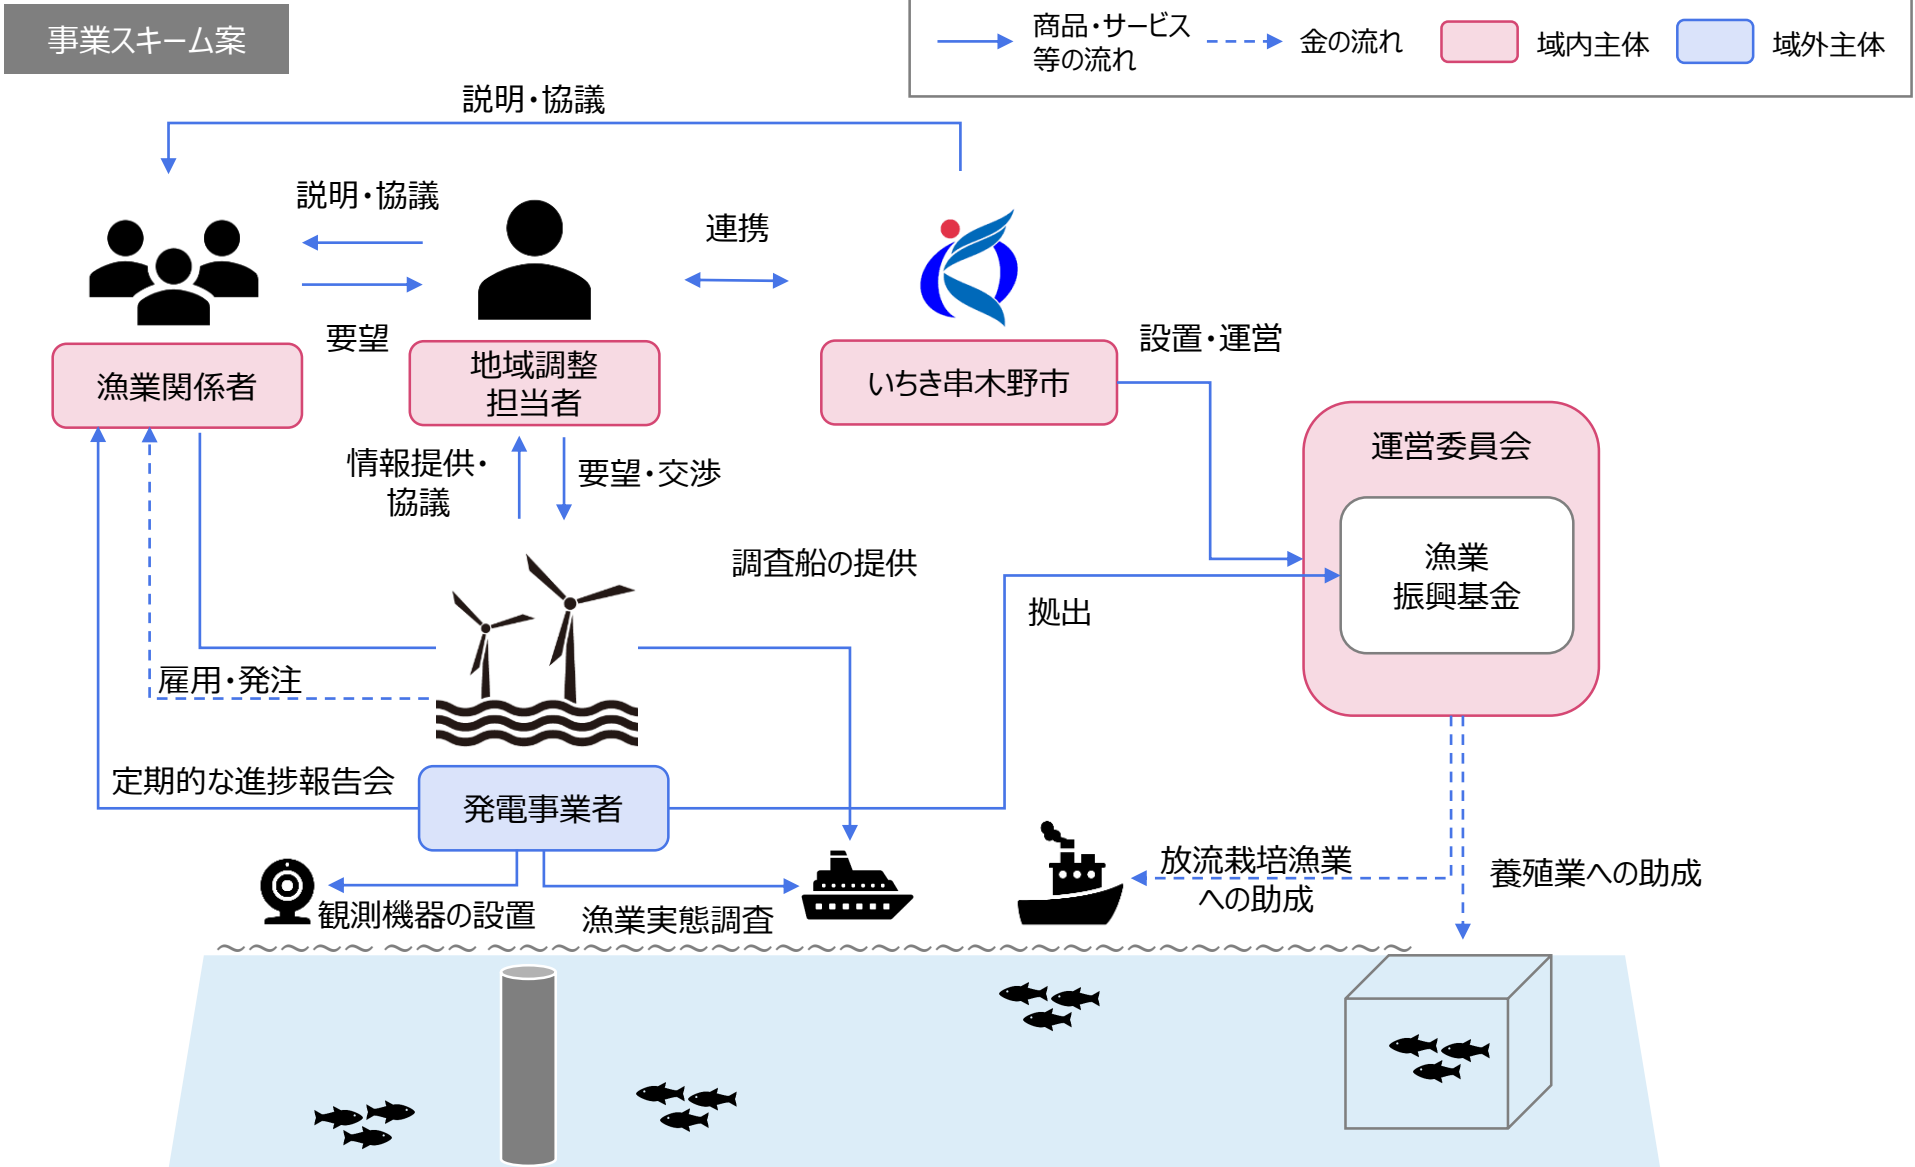 事業スキーム案
商品・サービス
等の流れ
金の流れ
域内主体
域外主体
説明・協議
説明・協議
連携
要望
設置・運営
漁業関係者
地域調整
担当者
いちき串木野市
運営委員会
情報提供・
協議
要望・交渉
漁業
振興基金
調査船の提供
拠出
雇用・発注
定期的な進捗報告会
発電事業者
放流栽培漁業
への助成
養殖業への助成
観測機器の設置
漁業実態調査